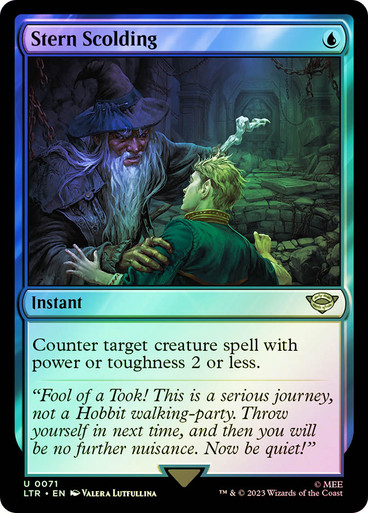 Stern Scolding
Instant
Counter target creature spell with
power or toughness 2 or less.
“Fool of a Took! This is a serious journey,
not a Hobbit walking-party. Throw
yourself in next time, and then you will
be no further nuisance. Now be quiet!”
U 0071
LTR • EN Valera Lutfullina
© MEE
™ & © 2023 Wizards of the Coast